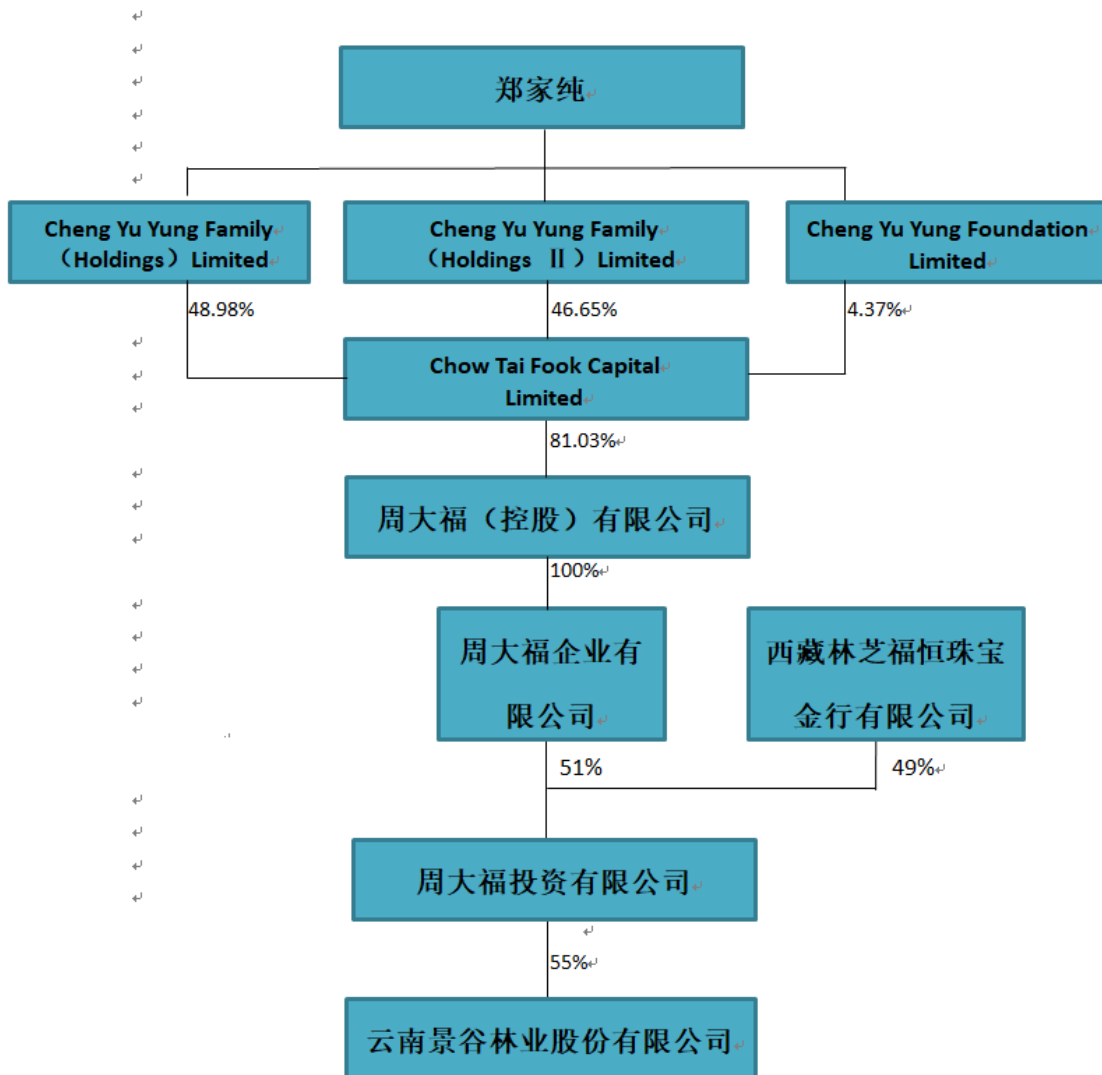 郑家纯
Cheng Yu Yung Family
（Holdings）Limited
Cheng Yu Yung Family
（Holdings Ⅱ）Limited
Cheng Yu Yung Foundation
Limited
48.98%
46.65%
4.37%
Chow Tai Fook Capital
Limited
81.03%
周大福（控股）有限公司
100%
周大福企业有
限公司
西藏林芝福恒珠宝
金行有限公司
51%
49%
周大福投资有限公司
55%
云南景谷林业股份有限公司